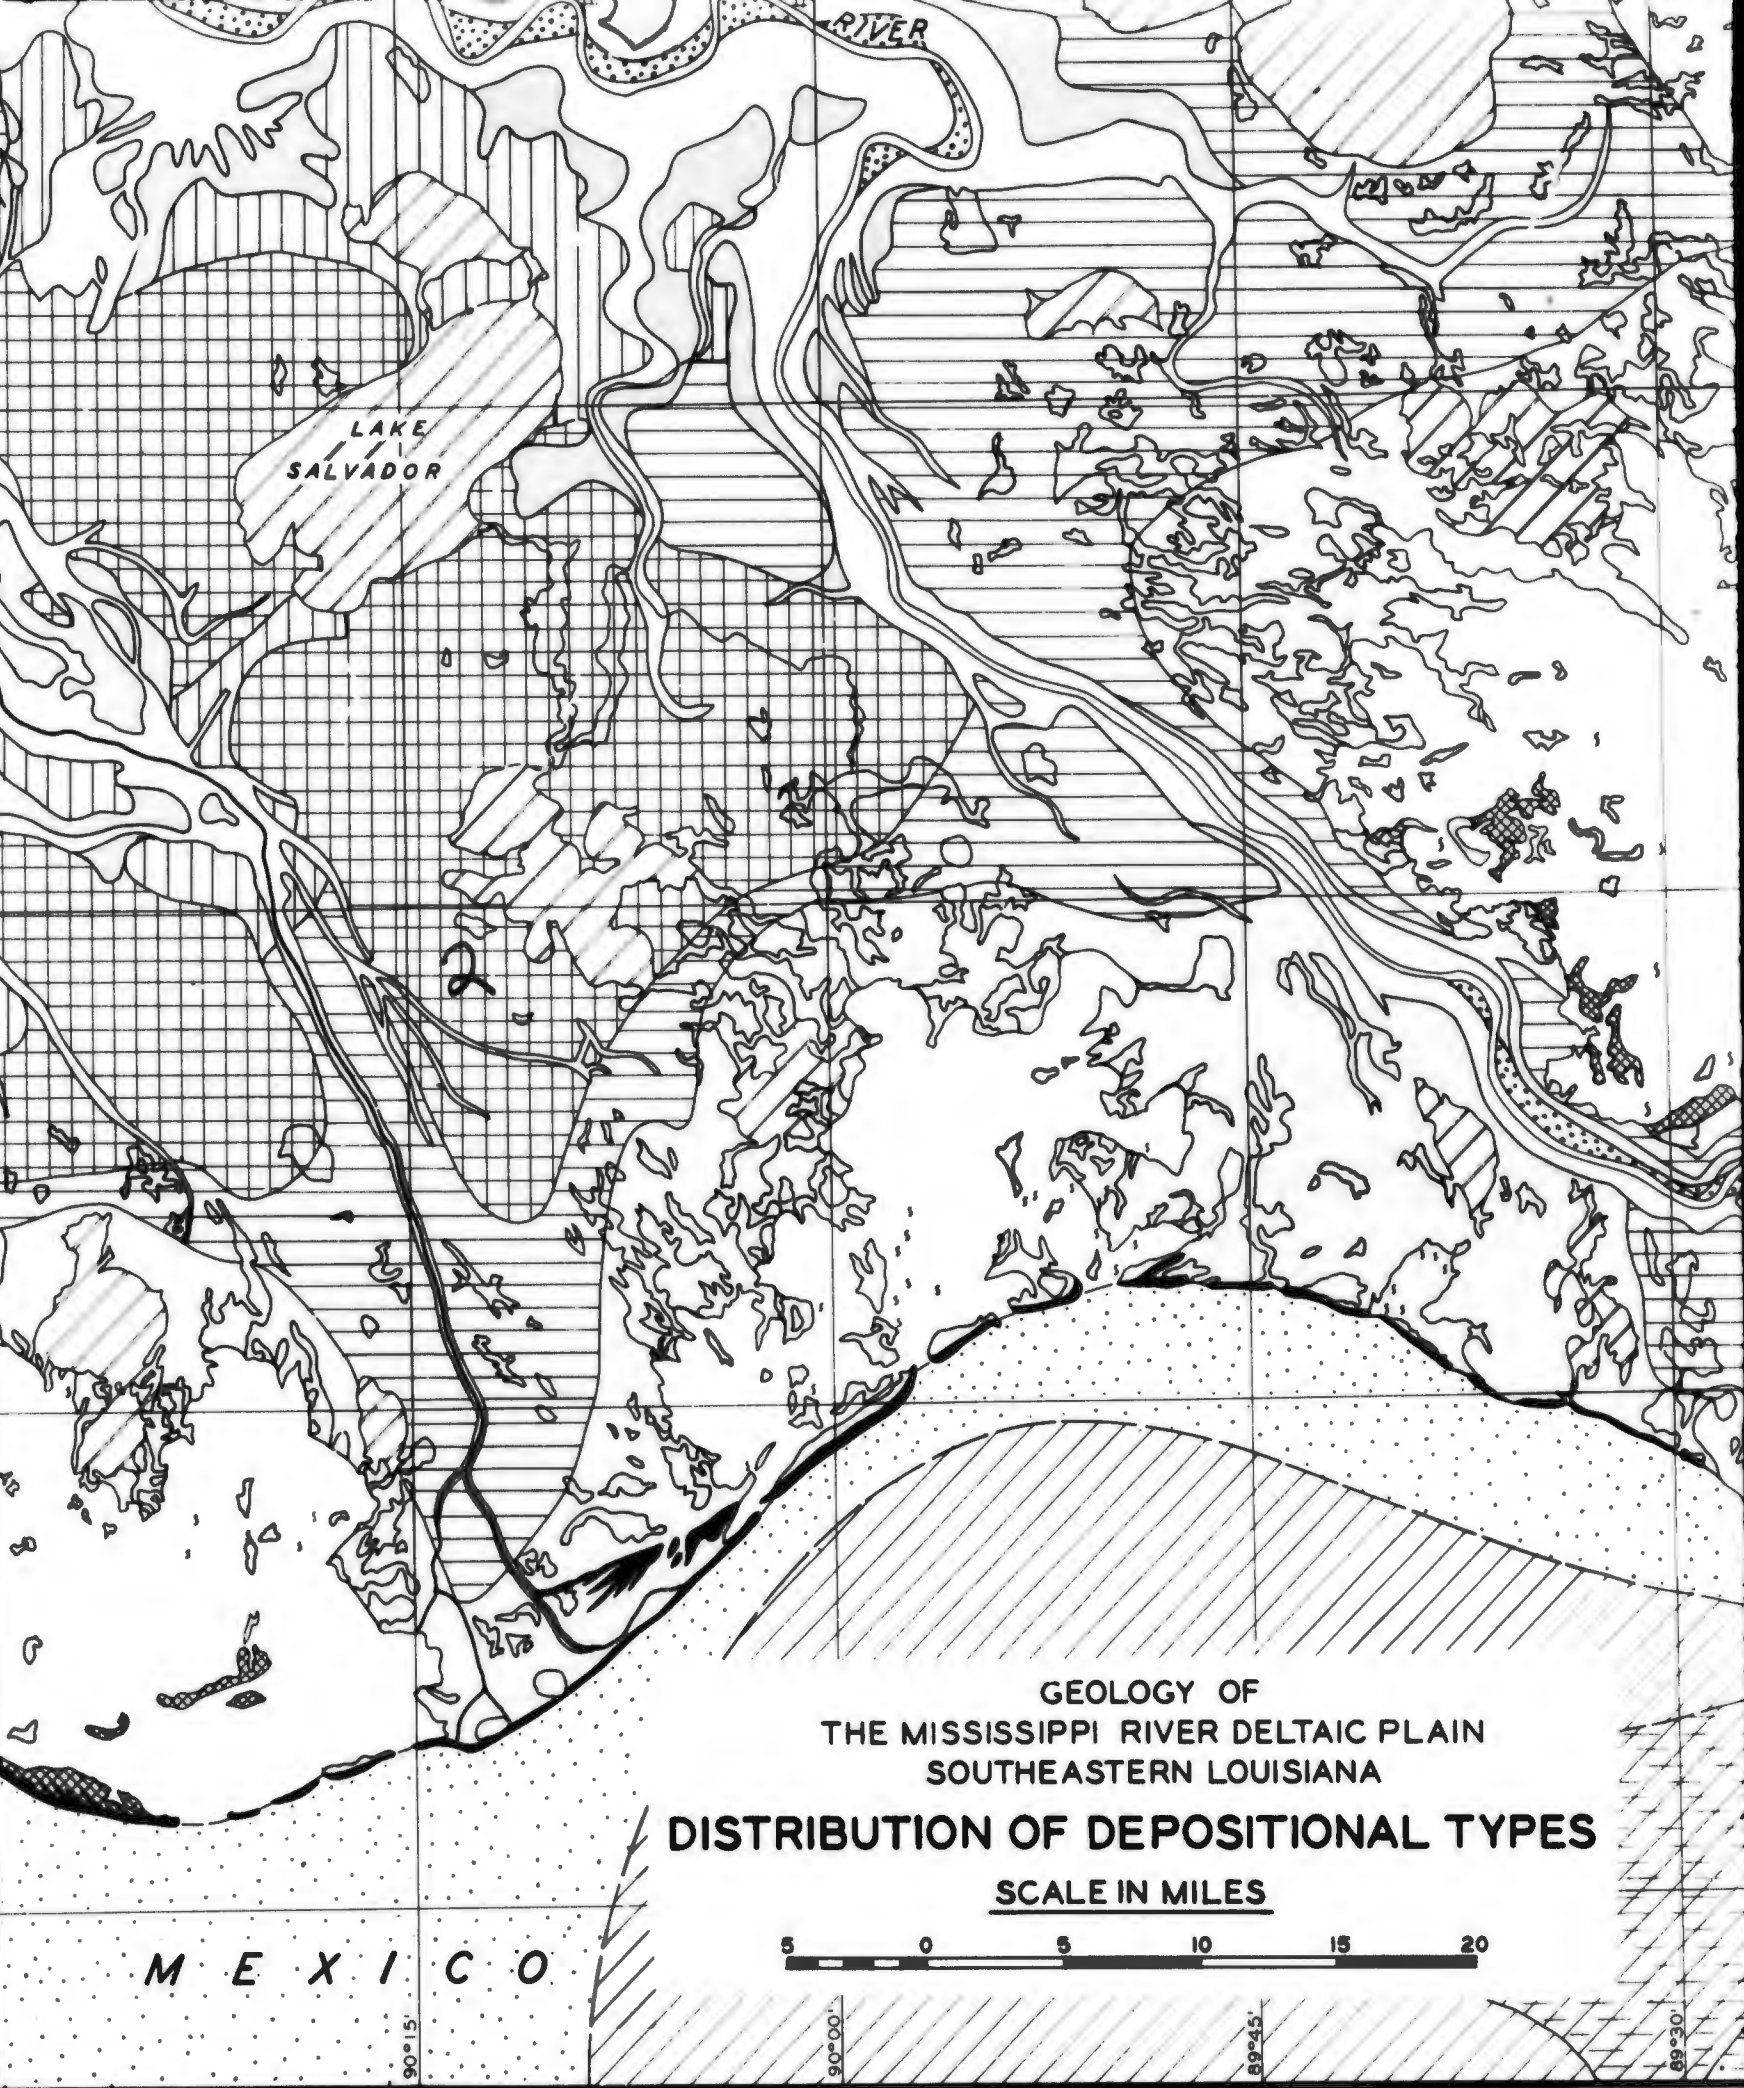 RIVER
LAKE
SALVADOR
2
GEOLOGY OF
THE MISSISSIPPI RIVER DELTAIC PLAIN
SOUTHEASTERN LOUISIANA
DISTRIBUTION OF DEPOSITIONAL TYPES
SCALE IN MILES
5 0 5 10 15 20
MEXICO
90°15' 90°00' 89°45' 89°30'